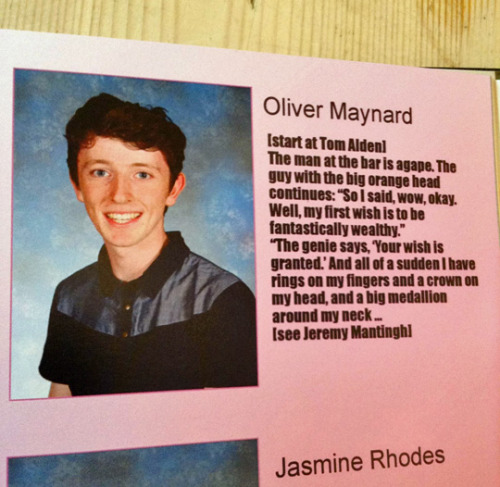 Oliver Maynard
[start at Tom Alden]
The man at the bar is agape. The
guy with the big orange head
continues: "So I said, wow, okay.
Well, my first wish is to be
fantastically wealthy."
"The genie says, 'Your wish is
granted.' And all of a sudden I have
rings on my fingers and a crown on
my head, and a big medallion
around my neck ...
[see Jeremy Mantingh]
Jasmine Rhodes